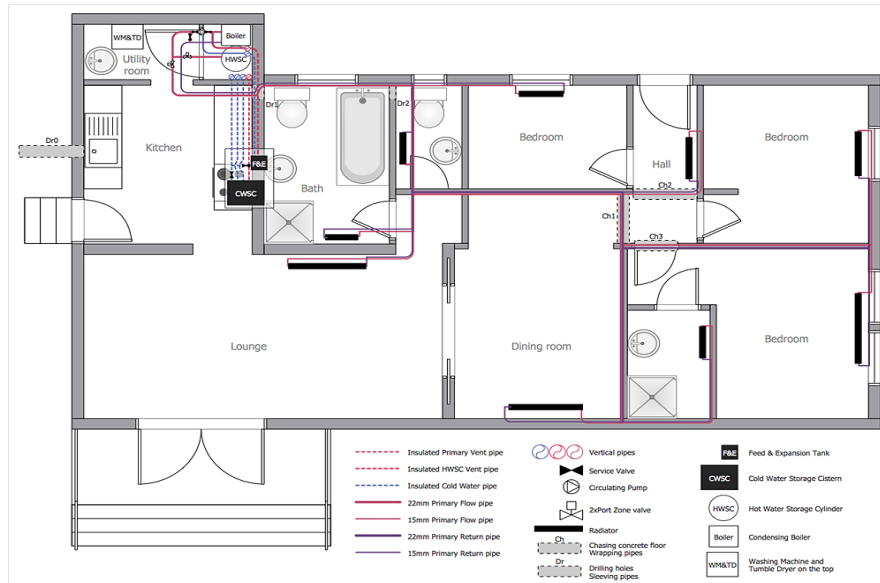 WM&TD
Boiler
Utility
room
HWSC
Dr1
Dr2
Dr0
Kitchen
Bedroom
Hall
Bedroom
F&E
Bath
CWSC
Ch2
Ch1
Ch3
Lounge
Dining room
Bedroom
Insulated Primary Vent pipe
Insulated HWSC Vent pipe
Insulated Cold Water pipe
22mm Primary Flow pipe
15mm Primary Flow pipe
22mm Primary Return pipe
15mm Primary Return pipe
Vertical pipes
Service Valve
Circulating Pump
2xPort Zone valve
Radiator
Ch
Chasing concrete floor
Wrapping pipes
Dr
Drilling holes
Sleeving pipes
F&E
Feed & Expansion Tank
CWSC
Cold Water Storage Cistern
HWSC
Hot Water Storage Cylinder
Boiler
Condensing Boiler
WM&TD
Washing Machine and
Tumble Dryer on the top